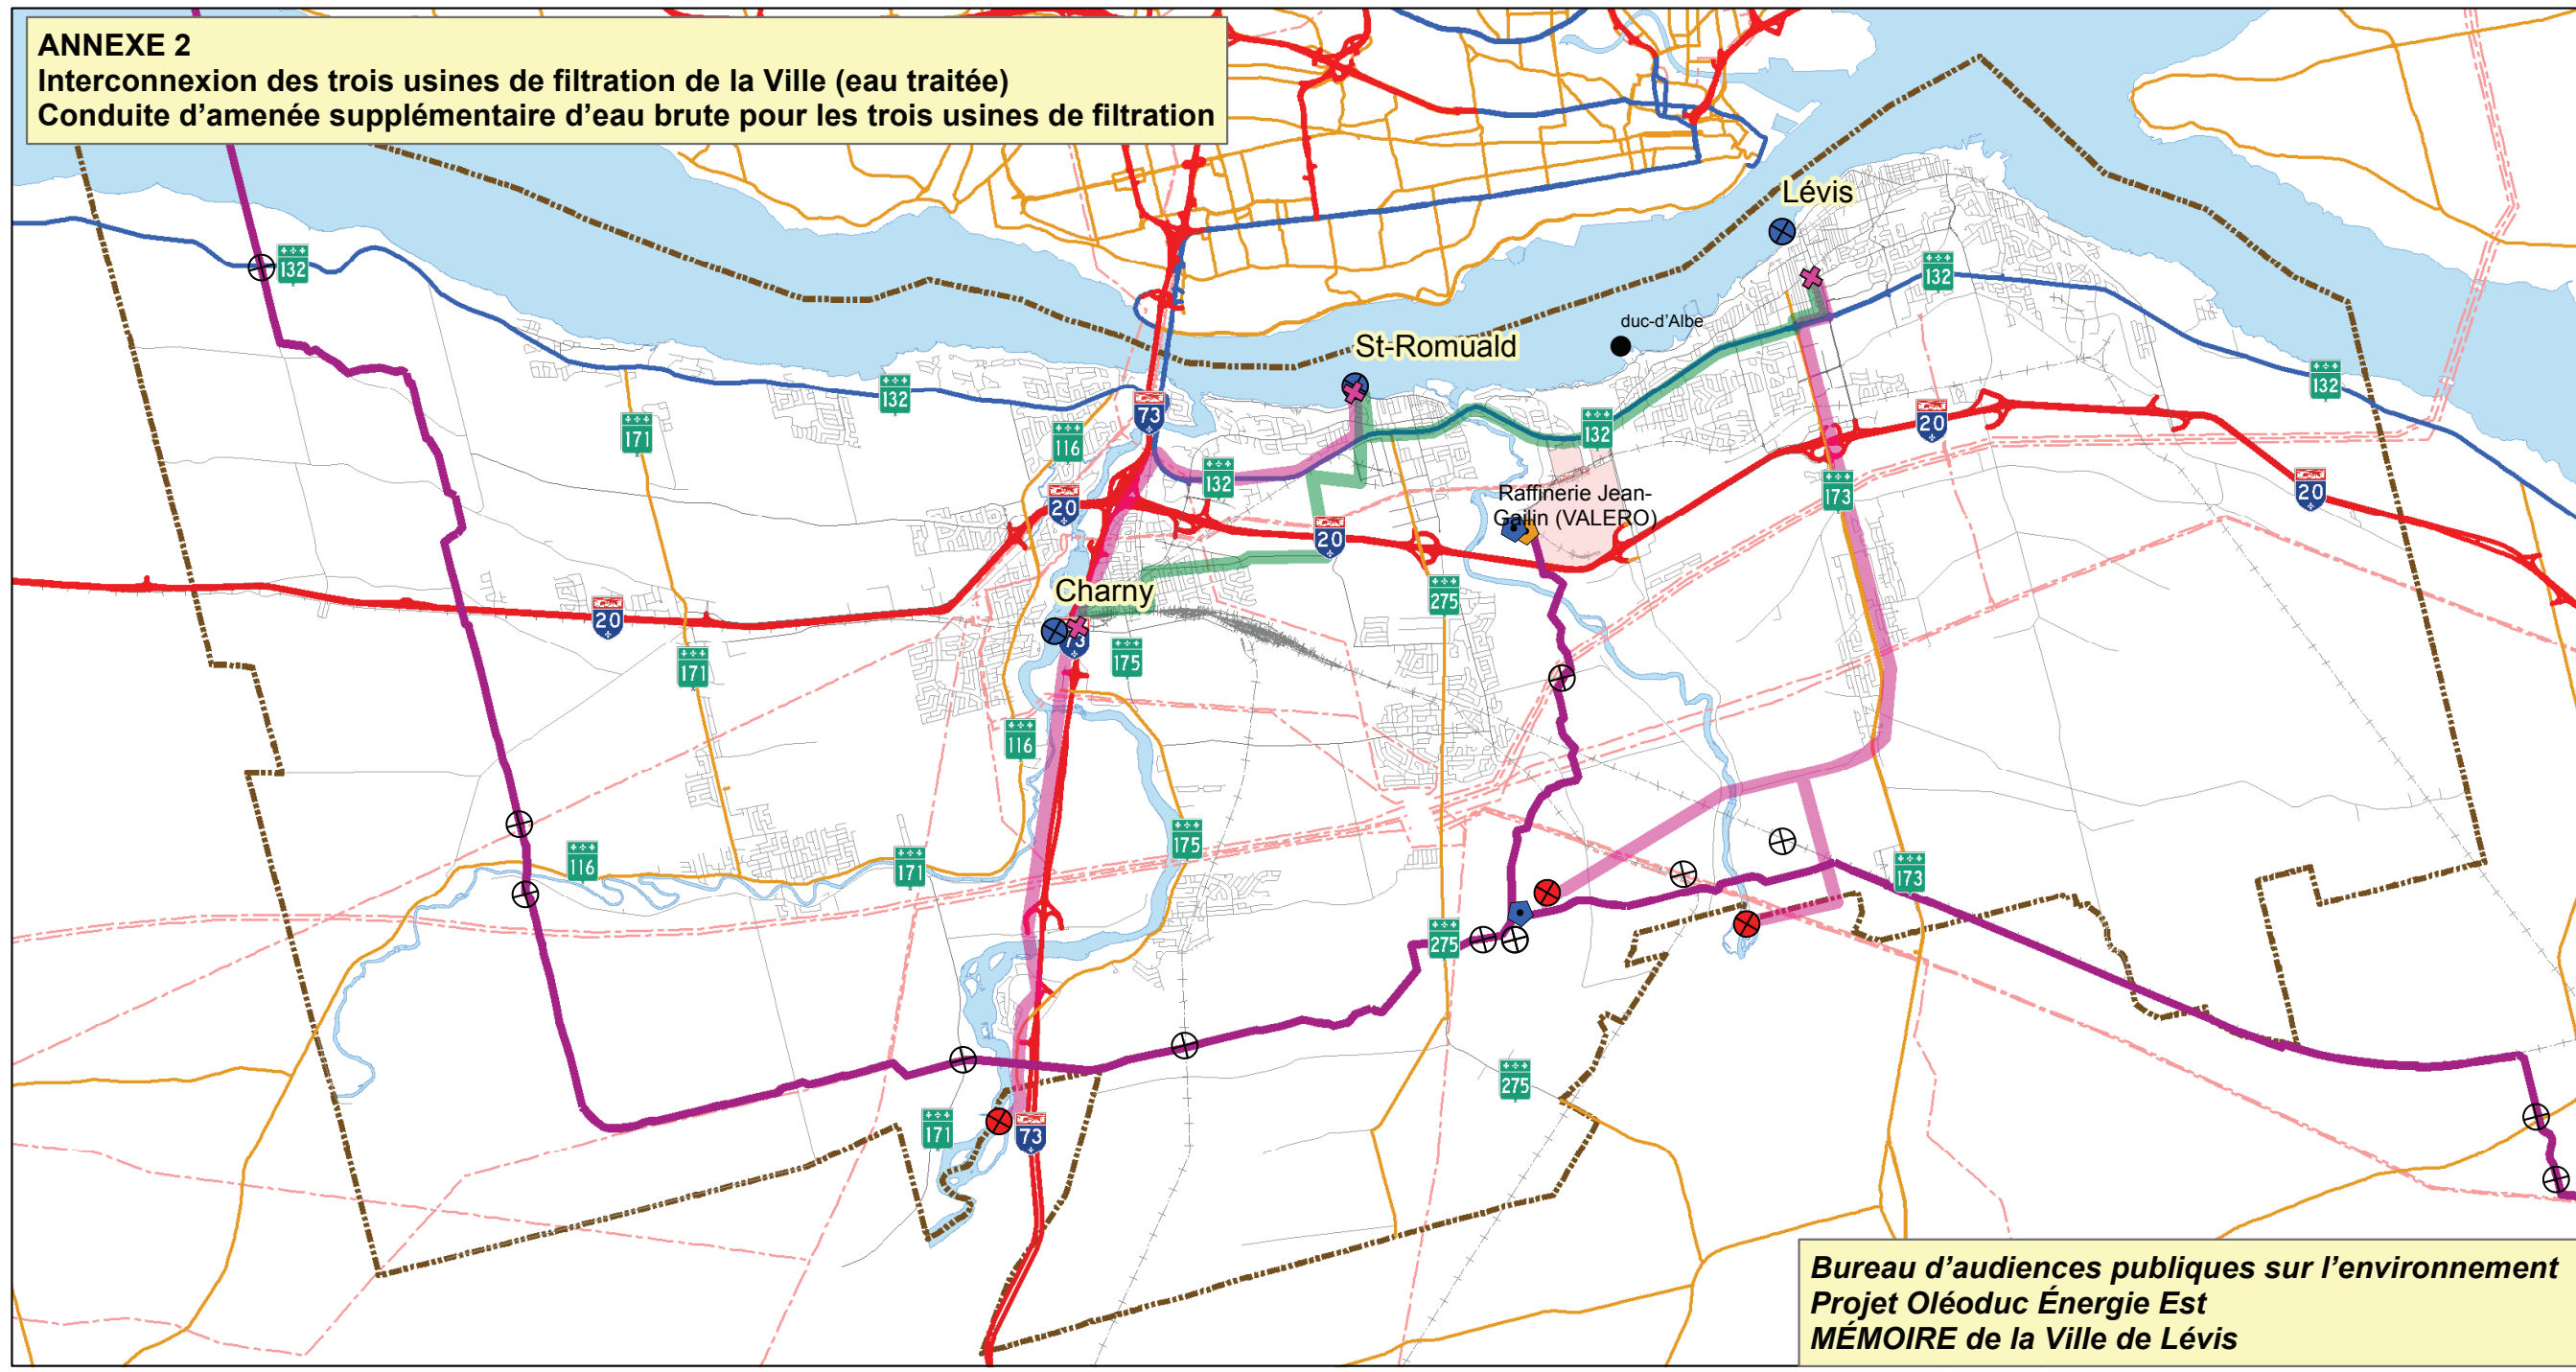 ANNEXE 2
Interconnexion des trois usines de filtration de la Ville (eau traitée)
Conduite d'amenée supplémentaire d'eau brute pour les trois usines de filtration
Lévis
132
132
duc-d'Albe
St-Romuald
132
132
73
171
116
132
132
20
173
20
20
Raffinerie Jean-
Gailin (VALERO)
20
Charny
275
20
73
175
171
116
175
116
171
173
275
275
171
73
Bureau d'audiences publiques sur l'environnement
Projet Oléoduc Énergie Est
MÉMOIRE de la Ville de Lévis